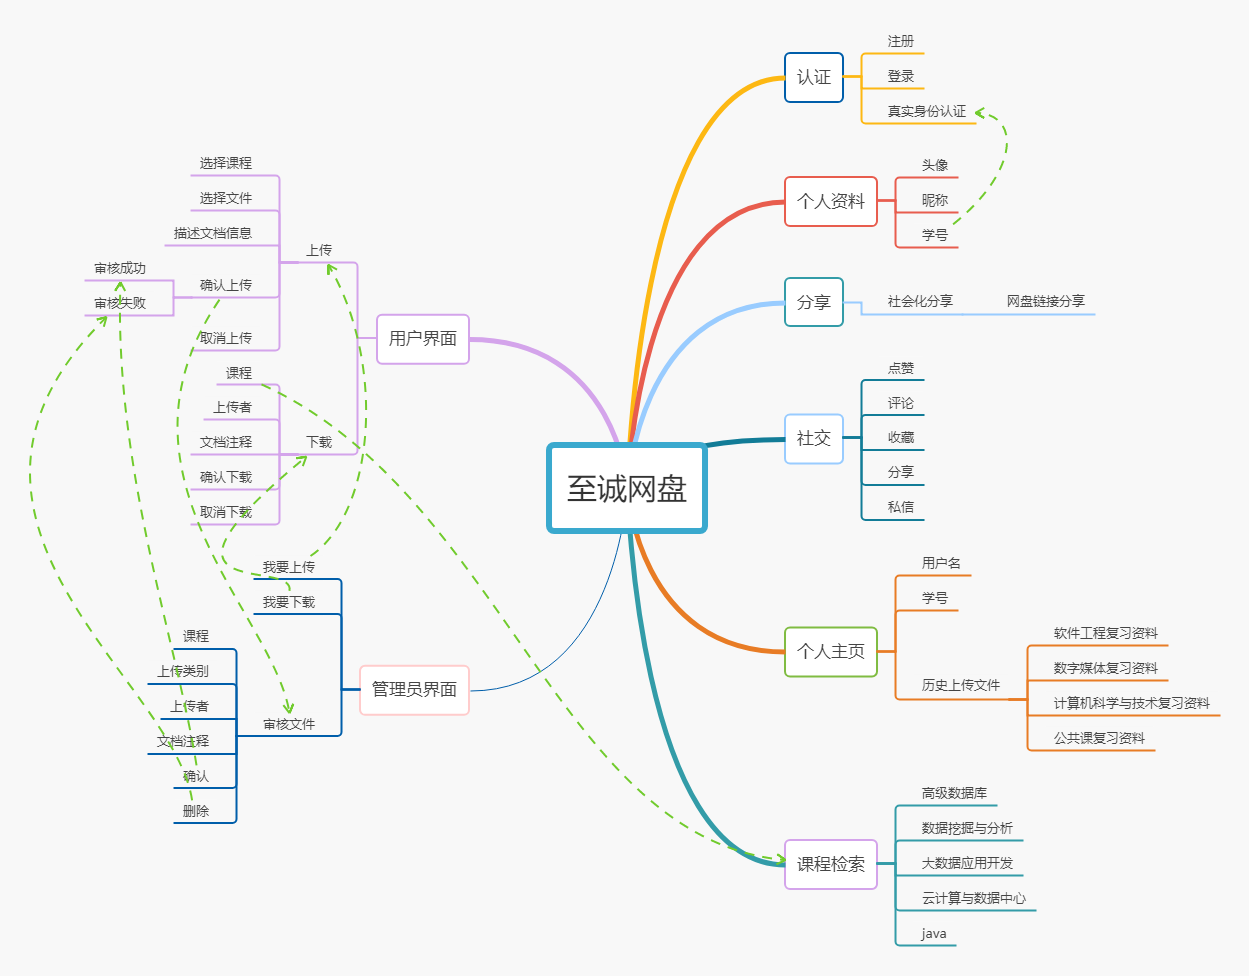 至诚网盘
认证
注册
登录
真实身份认证
个人资料
头像
昵称
学号
分享
社会化分享
网盘链接分享
社交
点赞
评论
收藏
分享
私信
个人主页
用户名
学号
历史上传文件
软件工程复习资料
数字媒体复习资料
计算机科学与技术复习资料
公共课复习资料
课程检索
高级数据库
数据挖掘与分析
大数据应用开发
云计算与数据中心
java
用户界面
上传
选择课程
选择文件
描述文档信息
确认上传
审核成功
审核失败
取消上传
下载
课程
上传者
文档注释
确认下载
取消下载
管理员界面
我要上传
我要下载
审核文件
课程
上传类别
上传者
文档注释
确认
删除